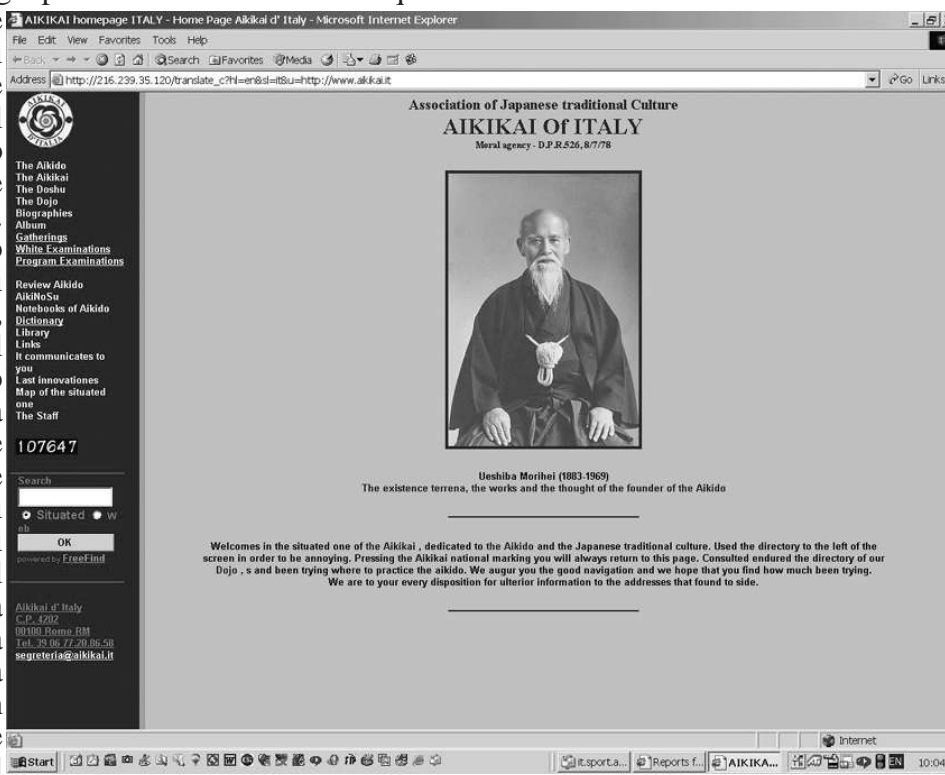 AIKIKAI homepage ITALY - Home Page Aikikai d' Italy - Microsoft Internet Explorer
File Edit View Favorites Tools Help
Back Search Favorites Media
Address http://216.239.35.120/translate_c?hl=en&sl=it&u=http://www.aikikai.it Go Links
AIKIKAI
D'ITALIA
The Aikido
The Aikikai
The Doshu
The Dojo
Biographies
Album
Gatherings
White Examinations
Program Examinations
Review Aikido
AikiNoSu
Notebooks of Aikido
Dictionary
Library
Links
It communicates to
you
Last innovationes
Map of the situated
one
The Staff
107647
Search
Situated w
eb
OK
powered by FreeFind
Aikikai d' Italy
C.P. 4202
00100 Rome RM
Tel. 39 06 77.20.86.58
segreteria@aikikai.it
Association of Japanese traditional Culture
AIKIKAI Of ITALY
Moral agency - D.P.R.526, 8/7/78
Ueshiba Morihei (1883-1969)
The existence terrena, the works and the thought of the founder of the Aikido
Welcomes in the situated one of the Aikikai , dedicated to the Aikido and the Japanese traditional culture. Used the directory to the left of the
screen in order to be annoying. Pressing the Aikikai national marking you will always return to this page. Consulted endured the directory of our
Dojo , s and been trying where to practice the aikido. We augur you the good navigation and we hope that you find how much been trying.
We are to your every disposition for ulterior information to the addresses that found to side.
Internet
Start it.sport.a... Reports f... AIKIKA... EN 10:04